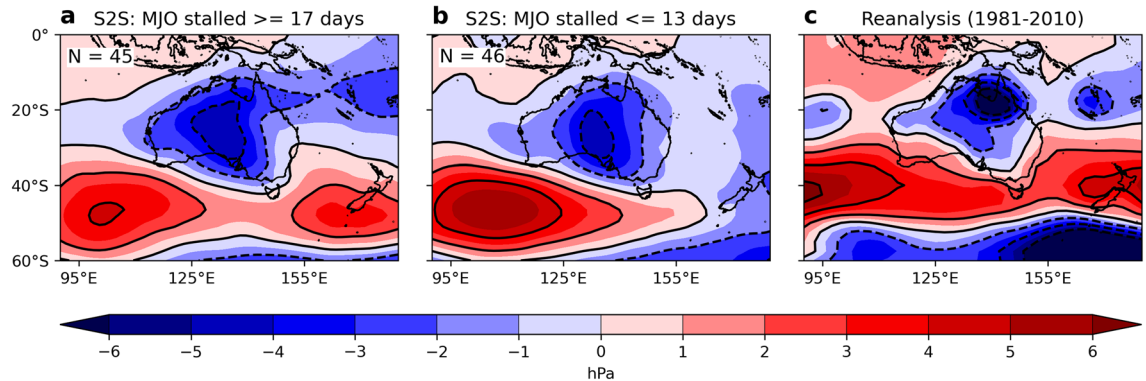 a S2S: MJO stalled >= 17 days
b S2S: MJO stalled <= 13 days
c Reanalysis (1981-2010)
N = 45
N = 46
0°
20°S
40°S
60°S
95°E 125°E 155°E
95°E 125°E 155°E
95°E 125°E 155°E
−6 −5 −4 −3 −2 −1 0 1 2 3 4 5 6
hPa